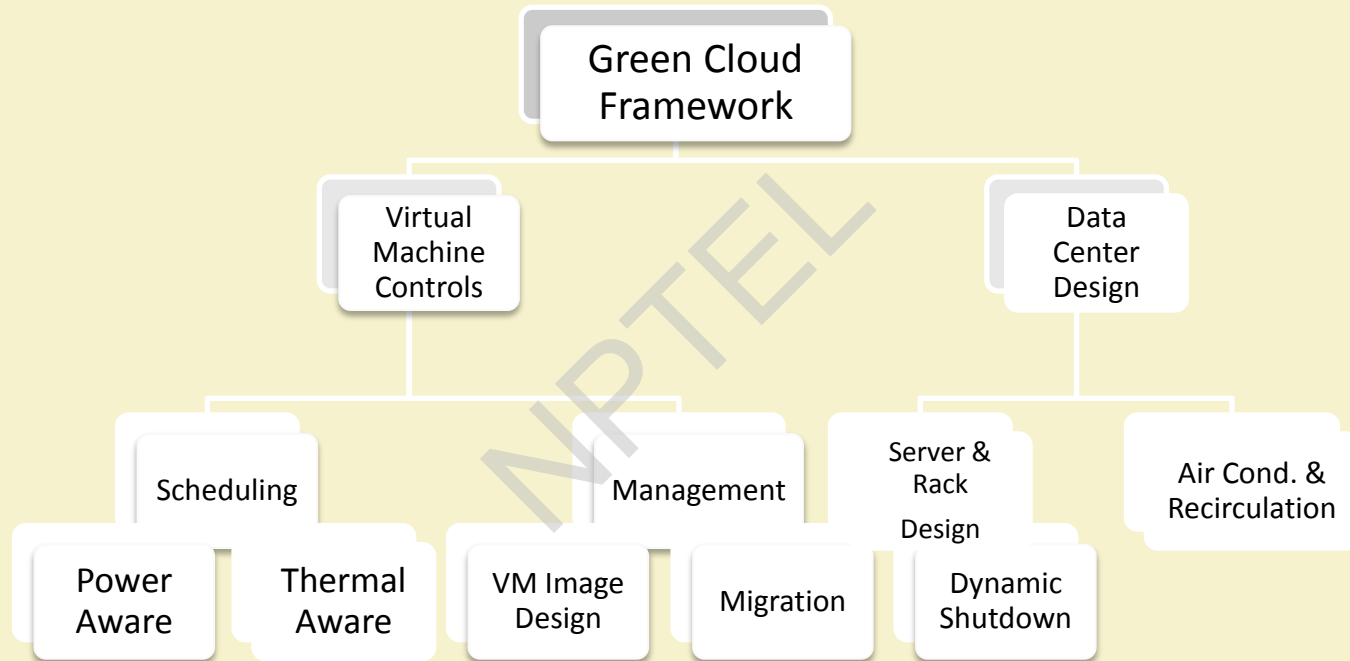 Green Cloud
Framework
Virtual
Machine
Controls
Data
Center
Design
Scheduling
Management
Server &
Rack
Design
Air Cond. &
Recirculation
Power
Aware
Thermal
Aware
VM Image
Design
Migration
Dynamic
Shutdown
NPTEL